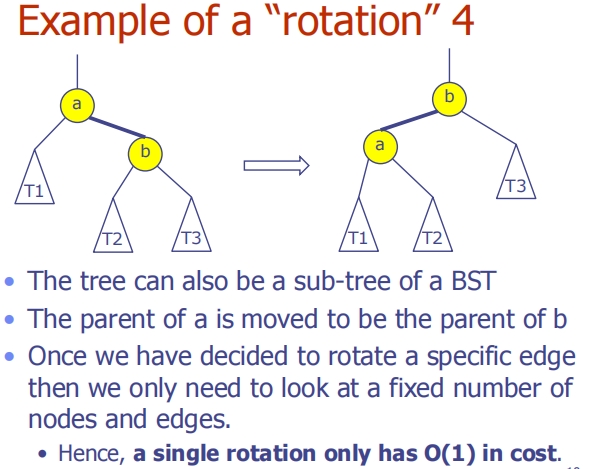 Example of a “rotation” 4
a
b
b
a
T1
T3
T2
T3
T1
T2
• The tree can also be a sub-tree of a BST
• The parent of a is moved to be the parent of b
• Once we have decided to rotate a specific edge
then we only need to look at a fixed number of
nodes and edges.
• Hence, a single rotation only has O(1) in cost.